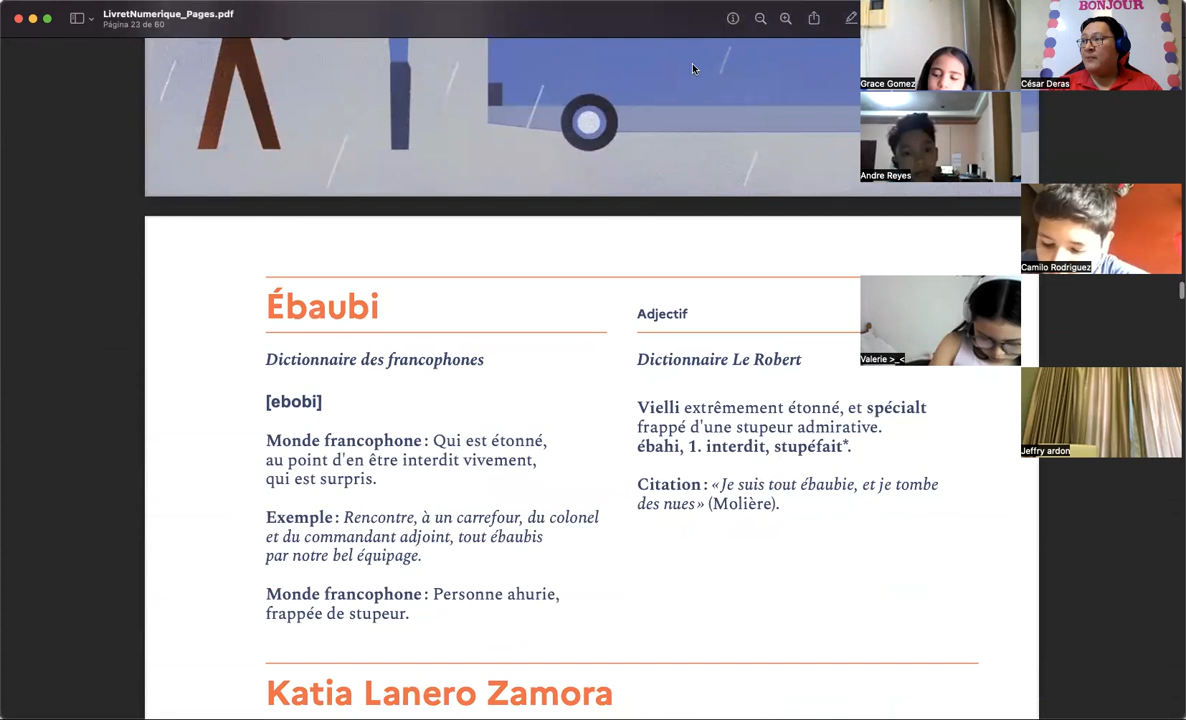 LivretNumerique_Pages.pdf
Página 23 de 60
BONJOUR
Grace Gomez
César Deras
Andre Reyes
Camilo Rodriguez
Valerie >_<
Jeffry ardon
Ébaubi
Adjectif
Dictionnaire des francophones
[ebobi]
Monde francophone : Qui est étonné,
au point d'en être interdit vivement,
qui est surpris.
Exemple : Rencontre, à un carrefour, du colonel
et du commandant adjoint, tout ébaubis
par notre bel équipage.
Monde francophone : Personne ahurie,
frappée de stupeur.
Dictionnaire Le Robert
Vielli extrêmement étonné, et spécialt
frappé d'une stupeur admirative.
ébahi, 1. interdit, stupéfait*.
Citation : «Je suis tout ébaubie, et je tombe
des nues» (Molière).
Katia Lanero Zamora